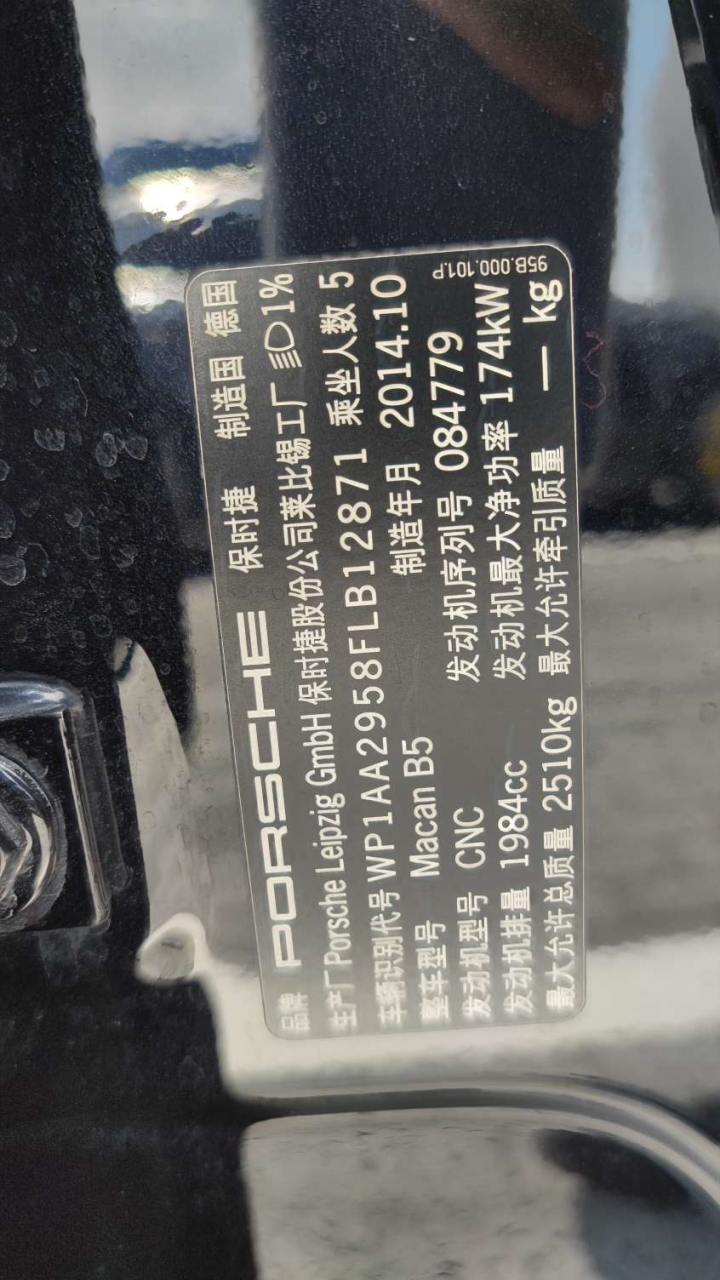 95B.000.101.P
品牌 PORSCHE 保时捷 制造国 德国
生产厂 Porsche Leipzig GmbH 保时捷股份公司莱比锡工厂 1%
车辆识别代号 WP1AA2958FLB12871 乘坐人数 5
整车型号 Macan B5 制造年月 2014.10
发动机型号 CNC 发动机序列号 084779
发动机排量 1984cc 发动机最大净功率 174kW
最大允许总质量 2510kg 最大允许牵引质量 — kg